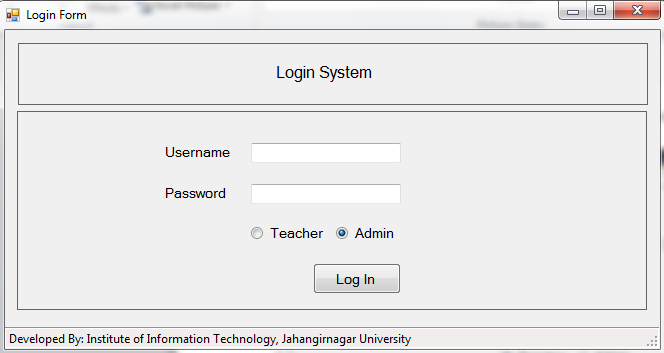 Login Form
Login System
Username
Password
Teacher Admin
Log In
Developed By: Institute of Information Technology, Jahangirnagar University